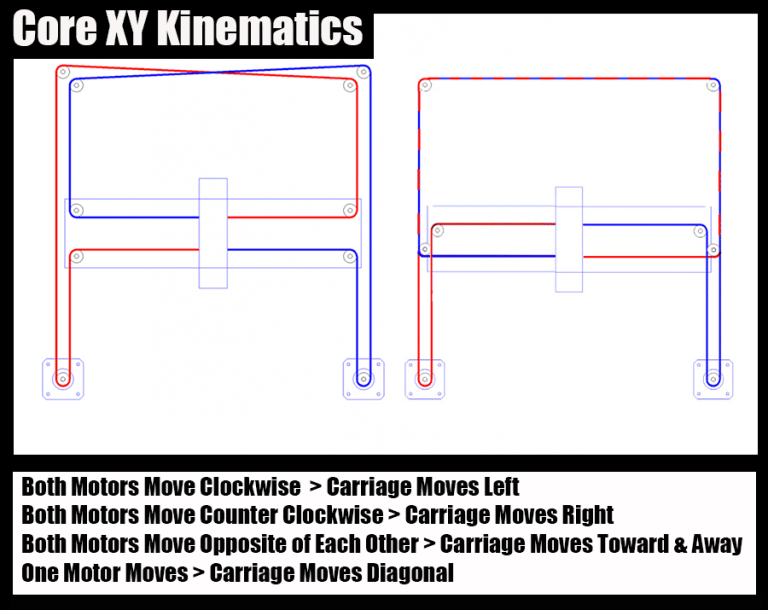 Core XY Kinematics
Both Motors Move Clockwise > Carriage Moves Left
Both Motors Move Counter Clockwise > Carriage Moves Right
Both Motors Move Opposite of Each Other > Carriage Moves Toward & Away
One Motor Moves > Carriage Moves Diagonal